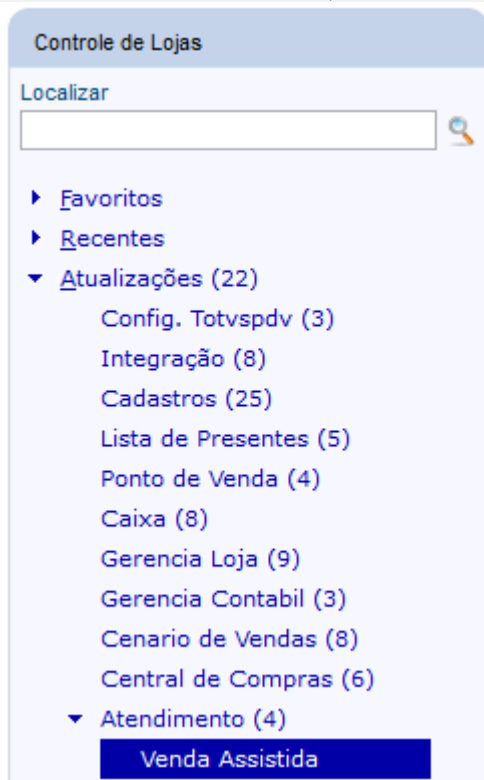 Controle de Lojas
Localizar
Favoritos
Recentes
Atualizações (22)
Config. Totvspdv (3)
Integração (8)
Cadastros (25)
Lista de Presentes (5)
Ponto de Venda (4)
Caixa (8)
Gerencia Loja (9)
Gerencia Contabil (3)
Cenario de Vendas (8)
Central de Compras (6)
Atendimento (4)
Venda Assistida